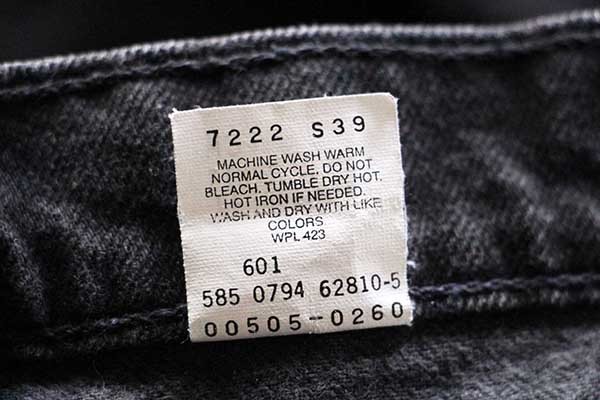 7222 S39
MACHINE WASH WARM
NORMAL CYCLE. DO NOT
BLEACH. TUMBLE DRY HOT.
HOT IRON IF NEEDED.
WASH AND DRY WITH LIKE
COLORS
WPL 423
601
585 0794 62810-5
00505-0260